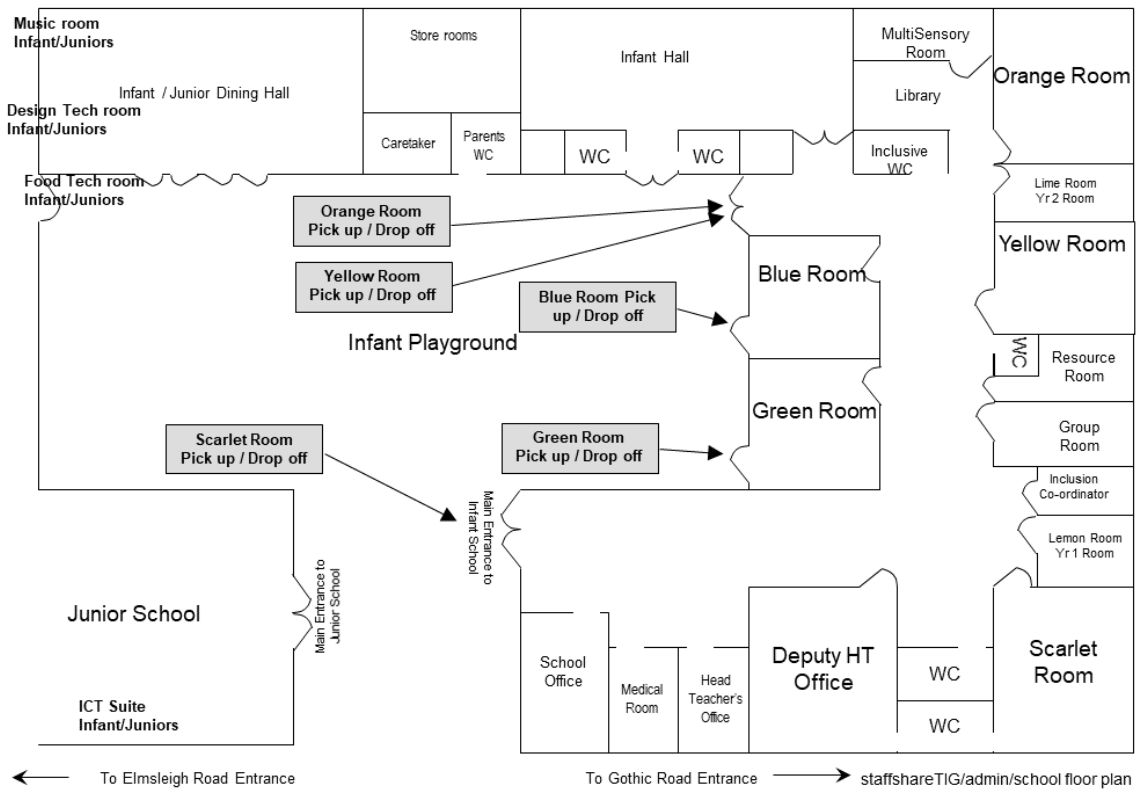 Music room
Infant/Juniors
Store rooms
Infant Hall
MultiSensory
Room
Orange Room
Infant / Junior Dining Hall
Library
Design Tech room
Infant/Juniors
Caretaker
Parents
WC
WC
WC
Inclusive
WC
Food Tech room
Infant/Juniors
Lime Room
Yr 2 Room
Orange Room
Pick up / Drop off
Yellow Room
Yellow Room
Pick up / Drop off
Blue Room
Blue Room Pick
up / Drop off
Infant Playground
WC
Resource
Room
Green Room
Scarlet Room
Pick up / Drop off
Green Room
Pick up / Drop off
Group
Room
Inclusion
Co-ordinator
Main Entrance to
Infant School
Lemon Room
Yr 1 Room
Junior School
Main Entrance to
Junior School
School
Office
Medical
Room
Head
Teacher's
Office
Deputy HT
Office
WC
WC
Scarlet
Room
ICT Suite
Infant/Juniors
To Elmsleigh Road Entrance
To Gothic Road Entrance
staffshareTIG/admin/school floor plan